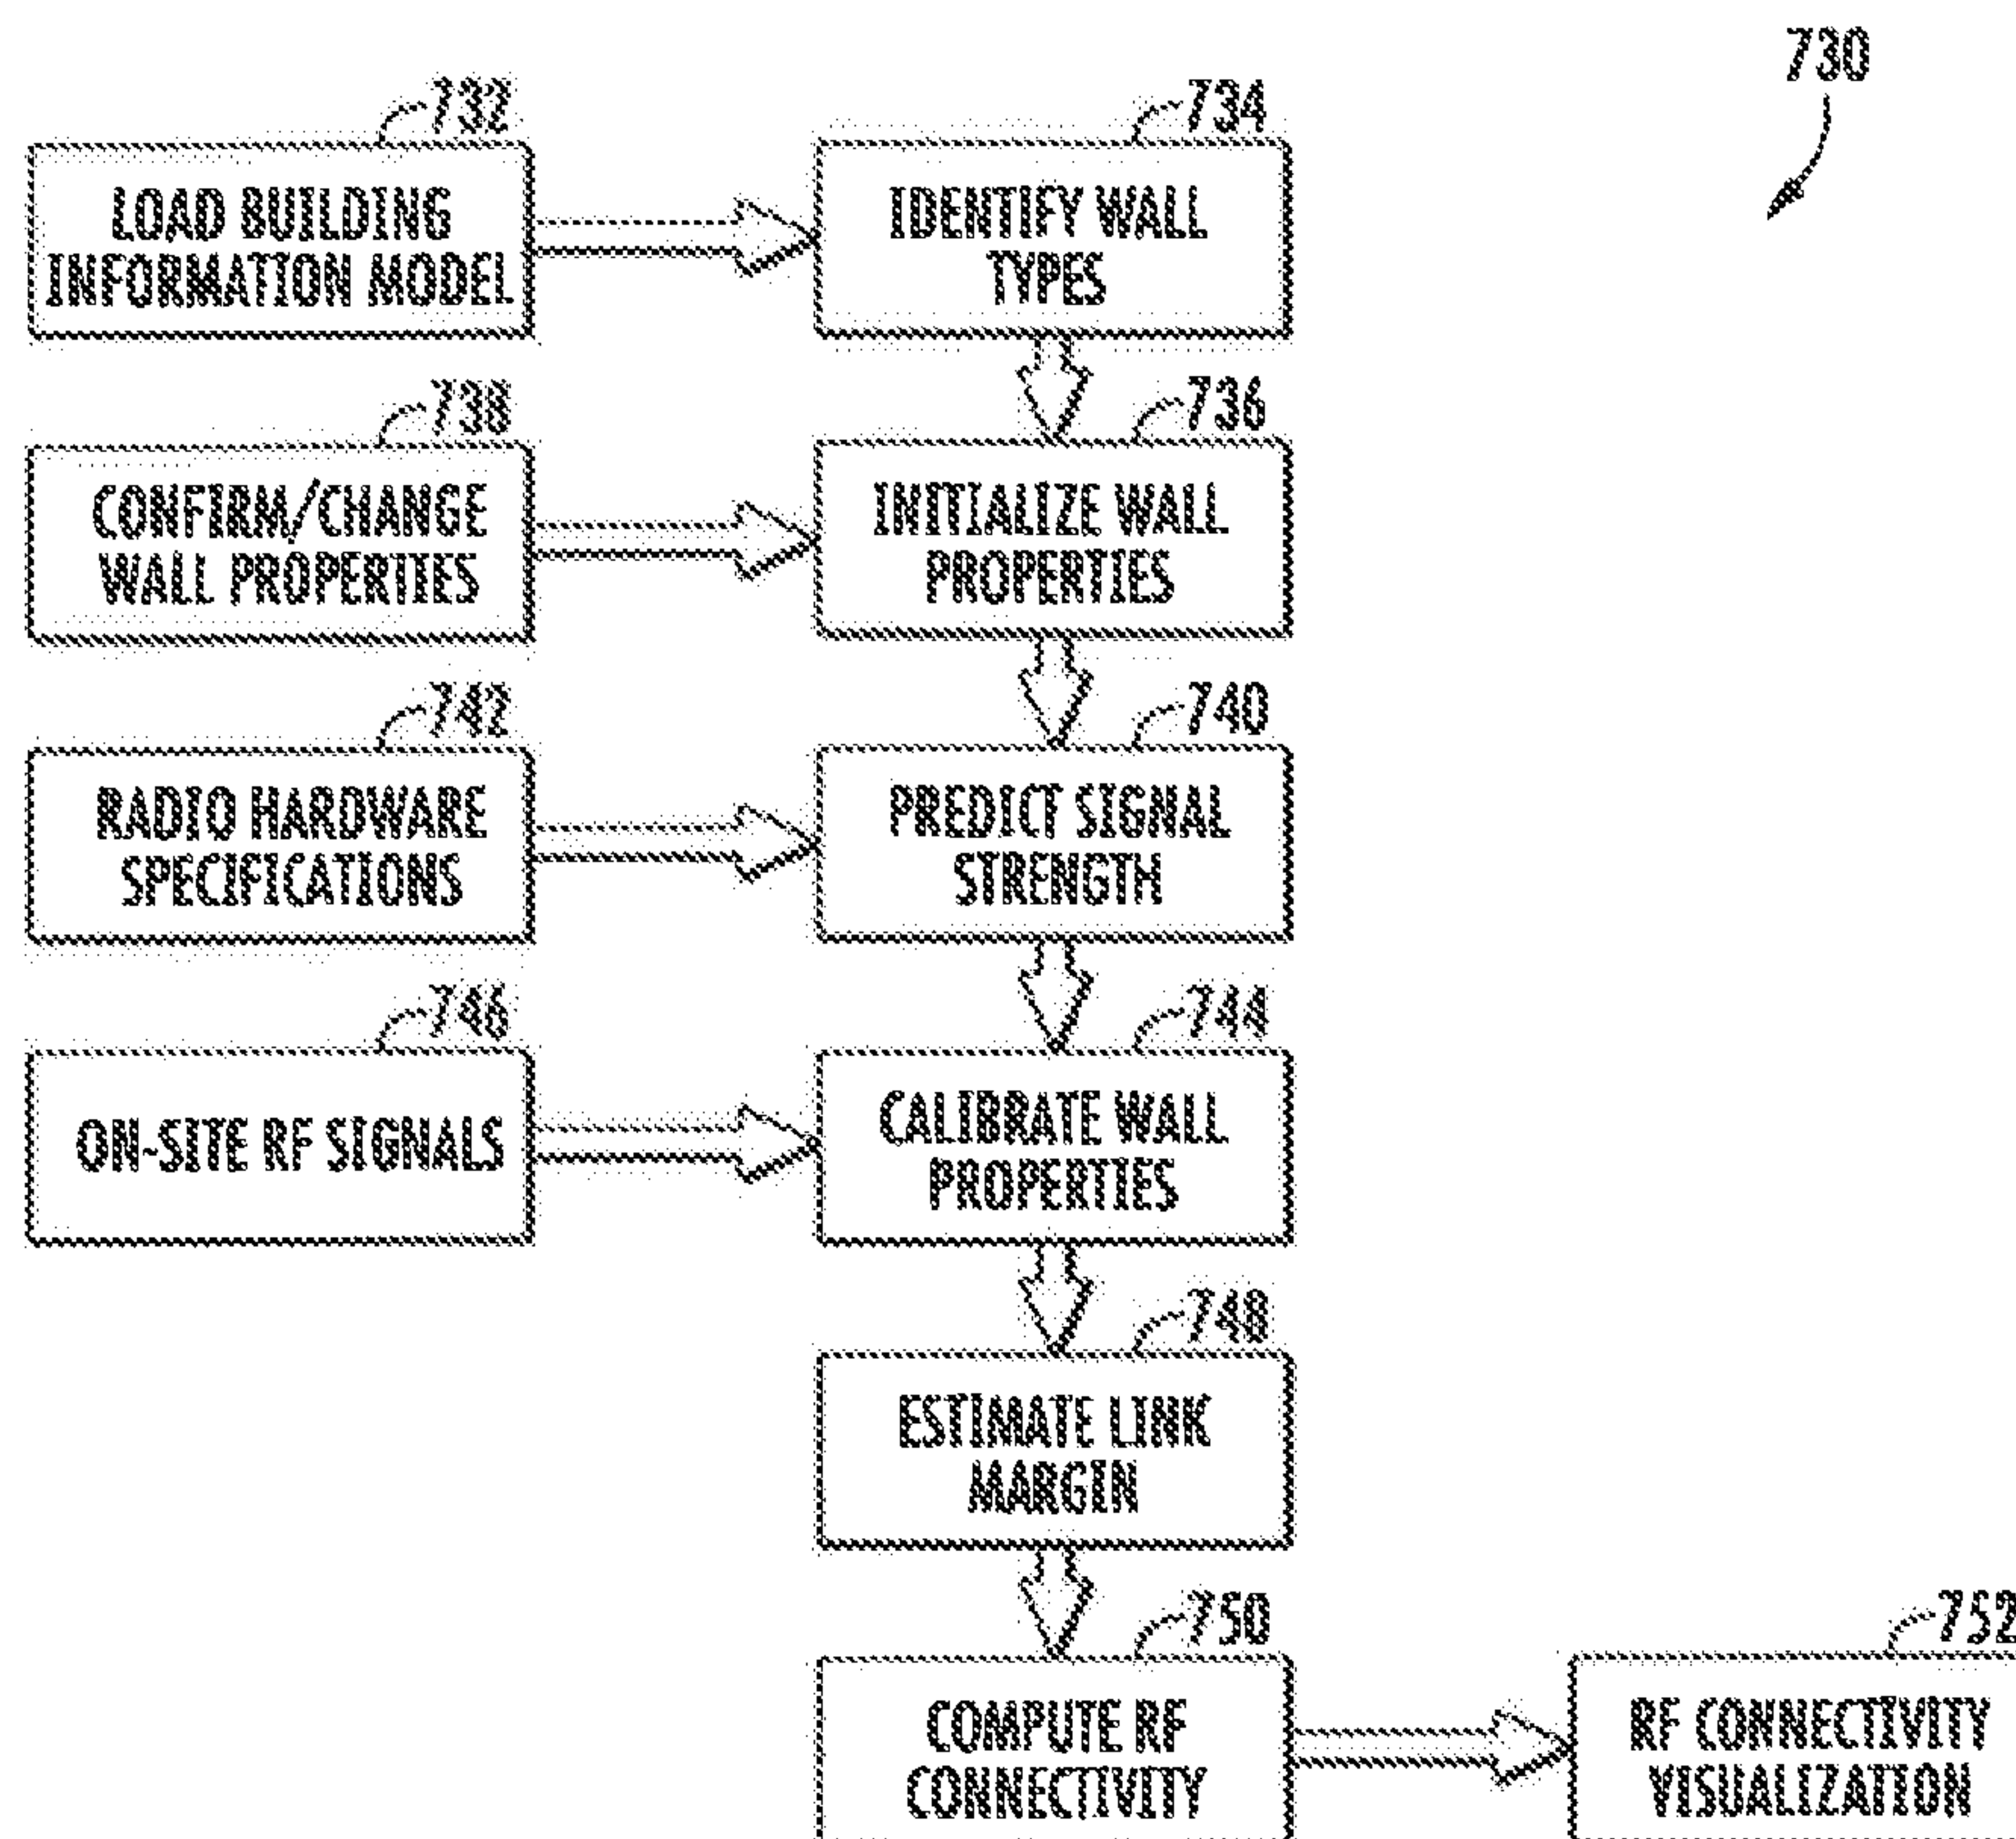 730
732
734
LOAD BUILDING
INFORMATION MODEL
IDENTIFY WALL
TYPES
738
736
CONFIRM/CHANGE
WALL PROPERTIES
INITIALIZE WALL
PROPERTIES
742
740
RADIO HARDWARE
SPECIFICATIONS
PREDICT SIGNAL
STRENGTH
746
744
ON-SITE RF SIGNALS
CALIBRATE WALL
PROPERTIES
748
ESTIMATE LINK
MARGIN
750
752
COMPUTE RF
CONNECTIVITY
RF CONNECTIVITY
VISUALIZATION